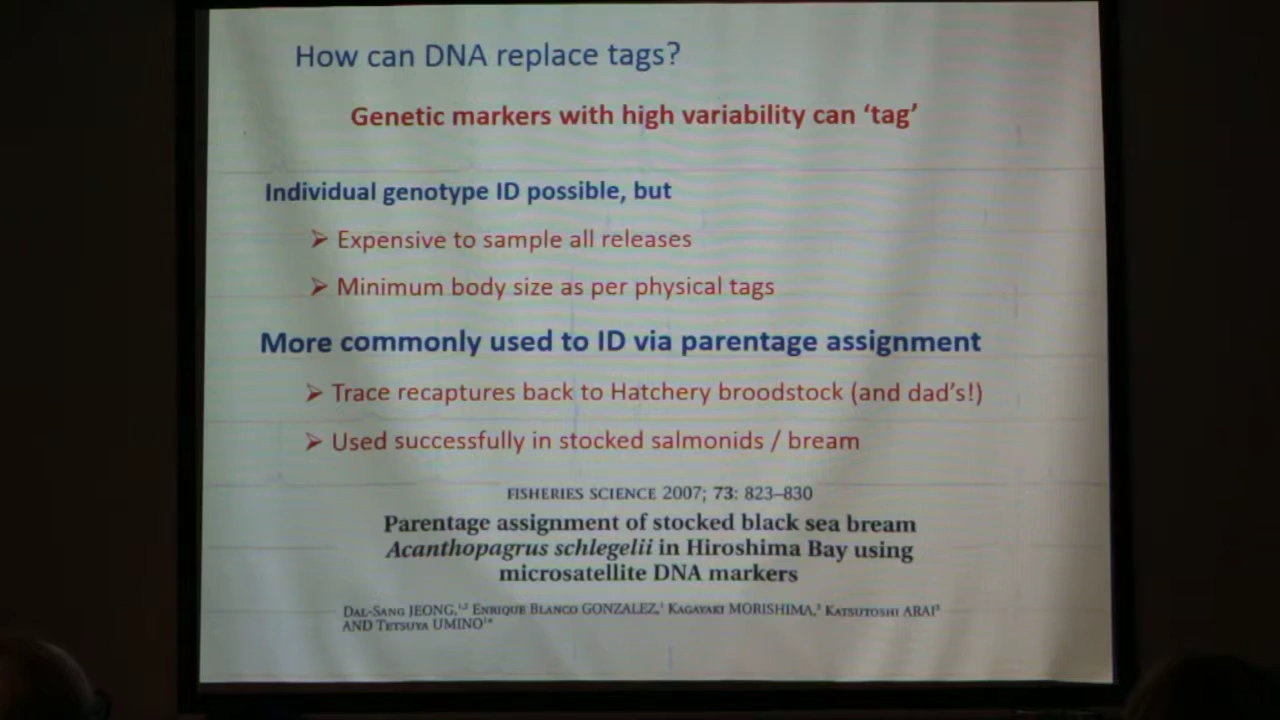 How can DNA replace tags?
Genetic markers with high variability can ‘tag’
Individual genotype ID possible, but
➢ Expensive to sample all releases
➢ Minimum body size as per physical tags
More commonly used to ID via parentage assignment
➢ Trace recaptures back to Hatchery broodstock (and dad’s!)
➢ Used successfully in stocked salmonids / bream
FISHERIES SCIENCE 2007; 73: 823–830
Parentage assignment of stocked black sea bream
Acanthopagrus schlegelii in Hiroshima Bay using
microsatellite DNA markers
DAL-SANG JEONG, ENRIQUE BLANCO GONZALEZ, KAGAYAKI MORISHIMA, KATSUTOSHI ARAI
AND TETSUYA UMINO